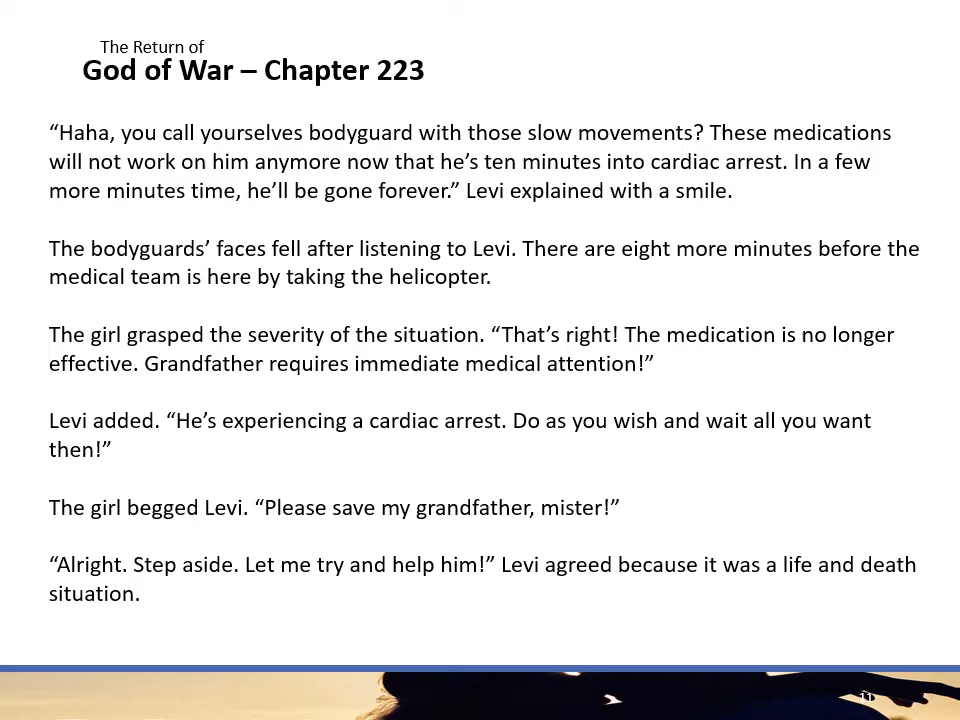 The Return of
God of War – Chapter 223
“Haha, you call yourselves bodyguard with those slow movements? These medications
will not work on him anymore now that he’s ten minutes into cardiac arrest. In a few
more minutes time, he’ll be gone forever.” Levi explained with a smile.
The bodyguards’ faces fell after listening to Levi. There are eight more minutes before the
medical team is here by taking the helicopter.
The girl grasped the severity of the situation. “That’s right! The medication is no longer
effective. Grandfather requires immediate medical attention!”
Levi added. “He’s experiencing a cardiac arrest. Do as you wish and wait all you want
then!”
The girl begged Levi. “Please save my grandfather, mister!”
“Alright. Step aside. Let me try and help him!” Levi agreed because it was a life and death
situation.
11